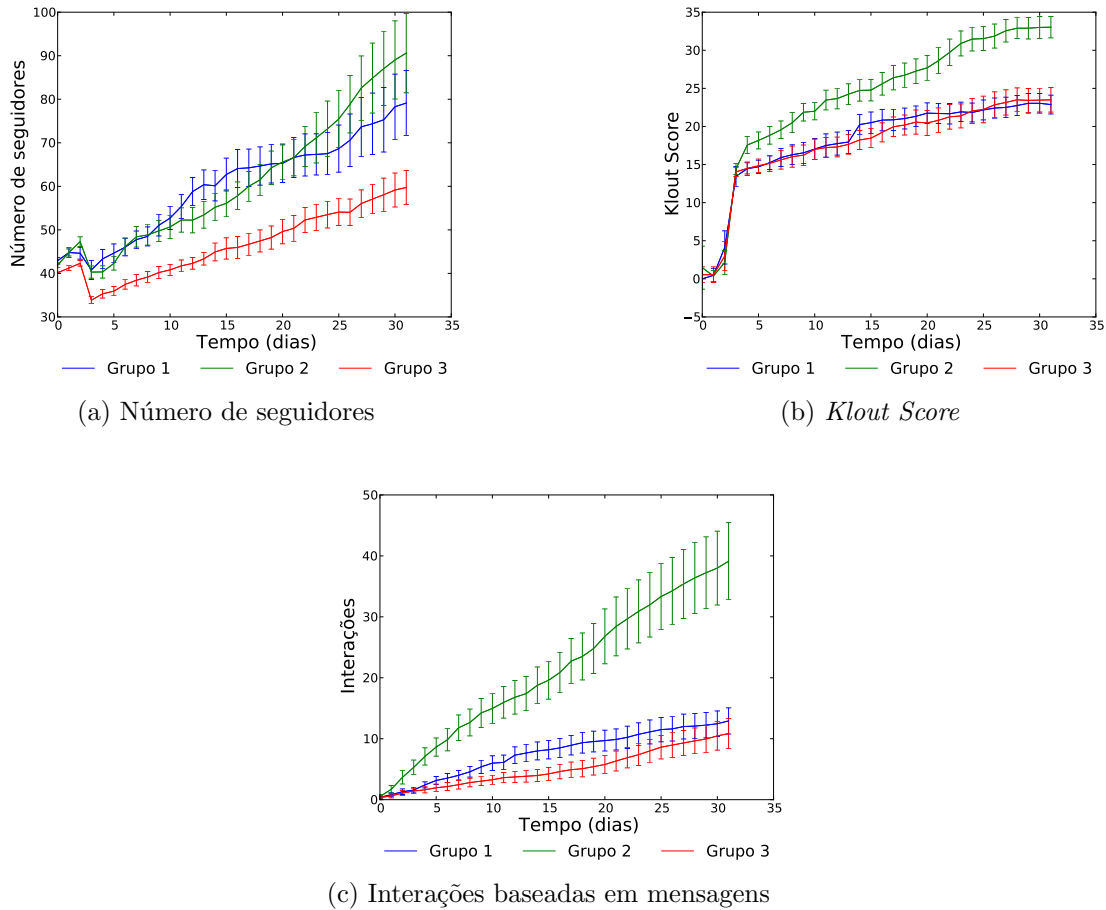 100
90
80
70
60
50
40
30
Número de seguidores
0 5 10 15 20 25 30 35
Tempo (dias)
Grupo 1 Grupo 2 Grupo 3
(a) Número de seguidores
35
30
25
20
15
10
5
0
−5
Klout Score
0 5 10 15 20 25 30 35
Tempo (dias)
Grupo 1 Grupo 2 Grupo 3
(b) Klout Score
50
40
30
20
10
0
Interações
0 5 10 15 20 25 30 35
Tempo (dias)
Grupo 1 Grupo 2 Grupo 3
(c) Interações baseadas em mensagens